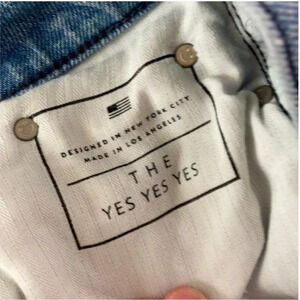 DESIGNED IN NEW YORK CITY
MADE IN LOS ANGELES
THE
YES YES YES